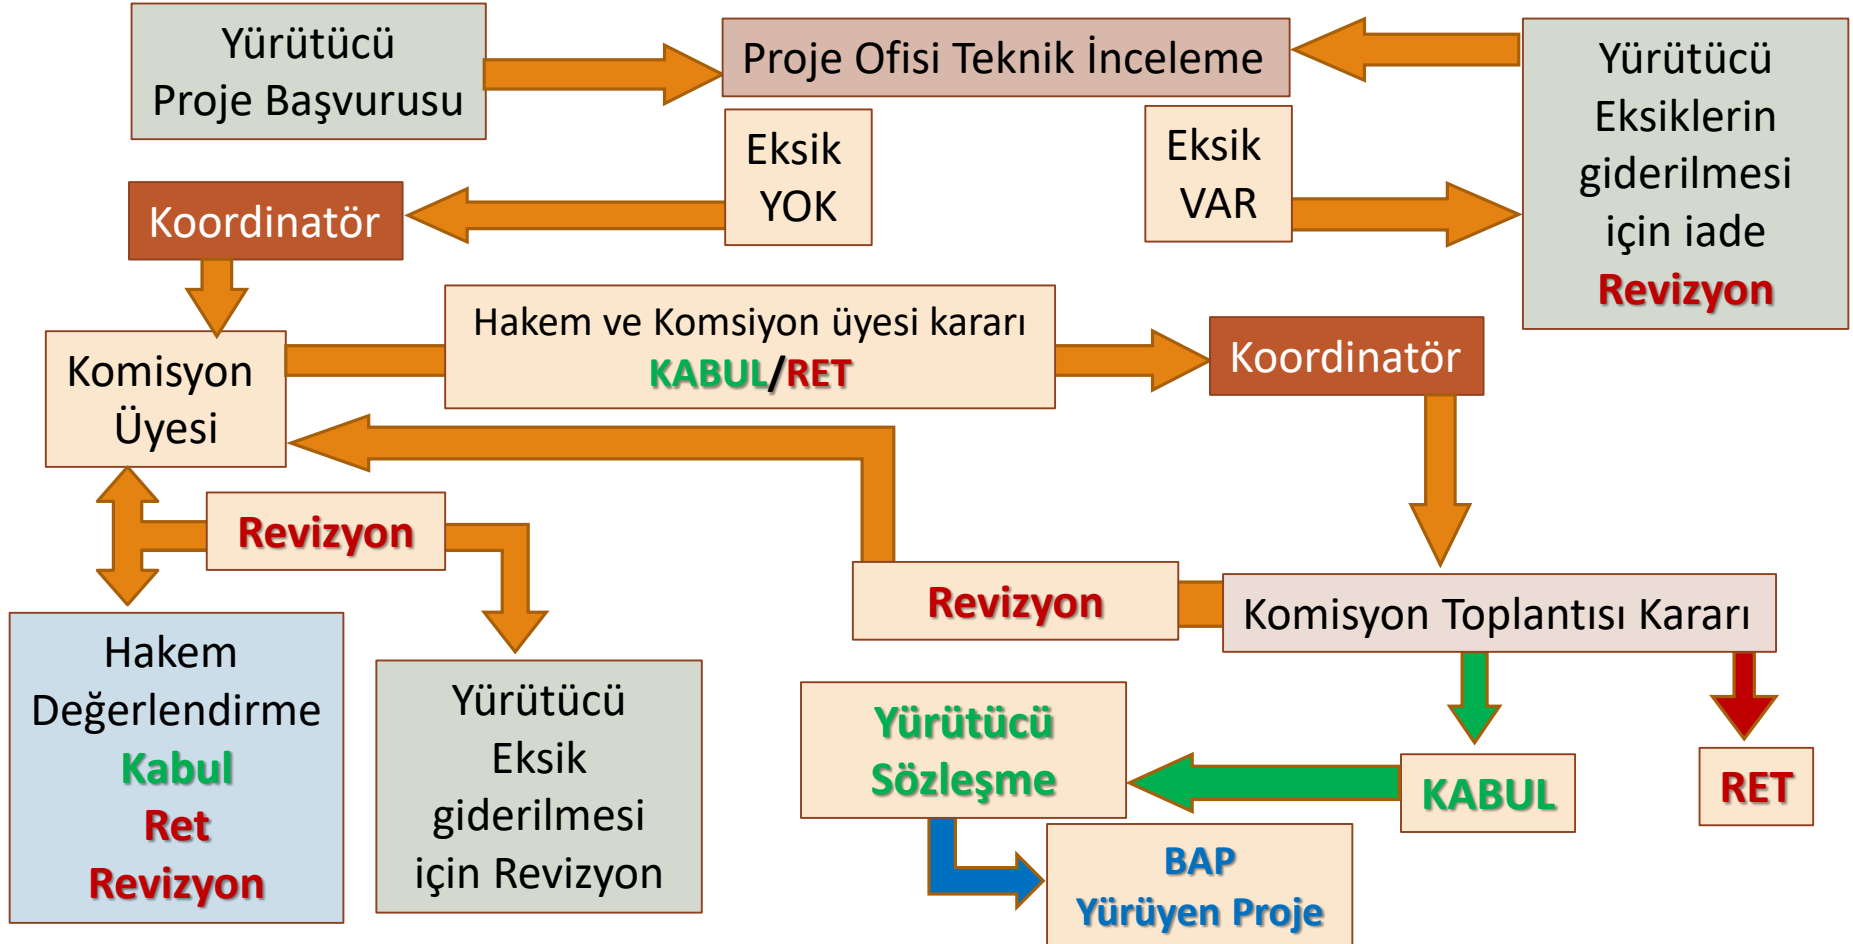 Yürütücü
Proje Başvurusu
Proje Ofisi Teknik İnceleme
Yürütücü
Eksiklerin
giderilmesi
için iade
Revizyon
Eksik
YOK
Eksik
VAR
Koordinatör
Hakem ve Komsiyon üyesi kararı
KABUL/RET
Koordinatör
Komisyon
Üyesi
Revizyon
Revizyon
Komisyon Toplantısı Kararı
Hakem
Değerlendirme
Kabul
Ret
Revizyon
Yürütücü
Eksik
giderilmesi
için Revizyon
Yürütücü
Sözleşme
KABUL
RET
BAP
Yürüyen Proje